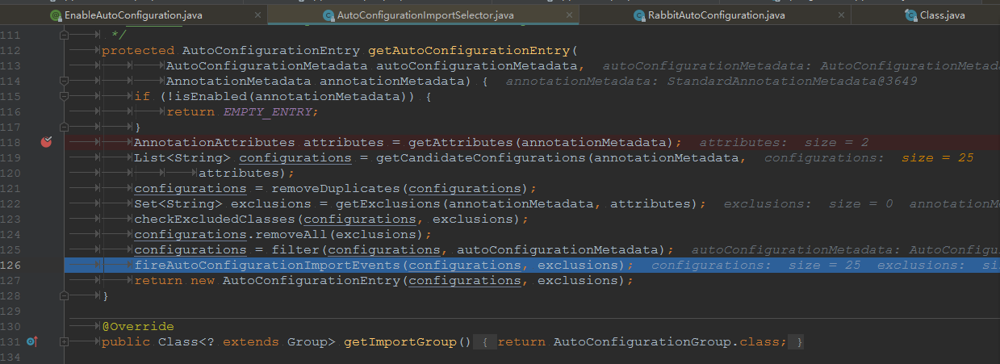 EnableAutoConfiguration.java × AutoConfigurationImportSelector.java × RabbitAutoConfiguration.java × Class.java
111 */
112 protected AutoConfigurationEntry getAutoConfigurationEntry(
113 AutoConfigurationMetadata autoConfigurationMetadata, autoConfigurationMetadata: AutoConfigurationMetad
114 AnnotationMetadata annotationMetadata) { annotationMetadata: StandardAnnotationMetadata@3649
115 if (!isEnabled(annotationMetadata)) {
116 return EMPTY_ENTRY;
117 }
118 AnnotationAttributes attributes = getAttributes(annotationMetadata); attributes: size = 2
119 List<String> configurations = getCandidateConfigurations(annotationMetadata, configurations: size = 25
120 attributes);
121 configurations = removeDuplicates(configurations);
122 Set<String> exclusions = getExclusions(annotationMetadata, attributes); exclusions: size = 0 annotationMe
123 checkExcludedClasses(configurations, exclusions);
124 configurations.removeAll(exclusions);
125 configurations = filter(configurations, autoConfigurationMetadata); autoConfigurationMetadata: AutoConfigur
126 fireAutoConfigurationImportEvents(configurations, exclusions); configurations: size = 25 exclusions: si
127 return new AutoConfigurationEntry(configurations, exclusions);
128 }
129
130 @Override
131 public Class<? extends Group> getImportGroup() { return AutoConfigurationGroup.class; }
134